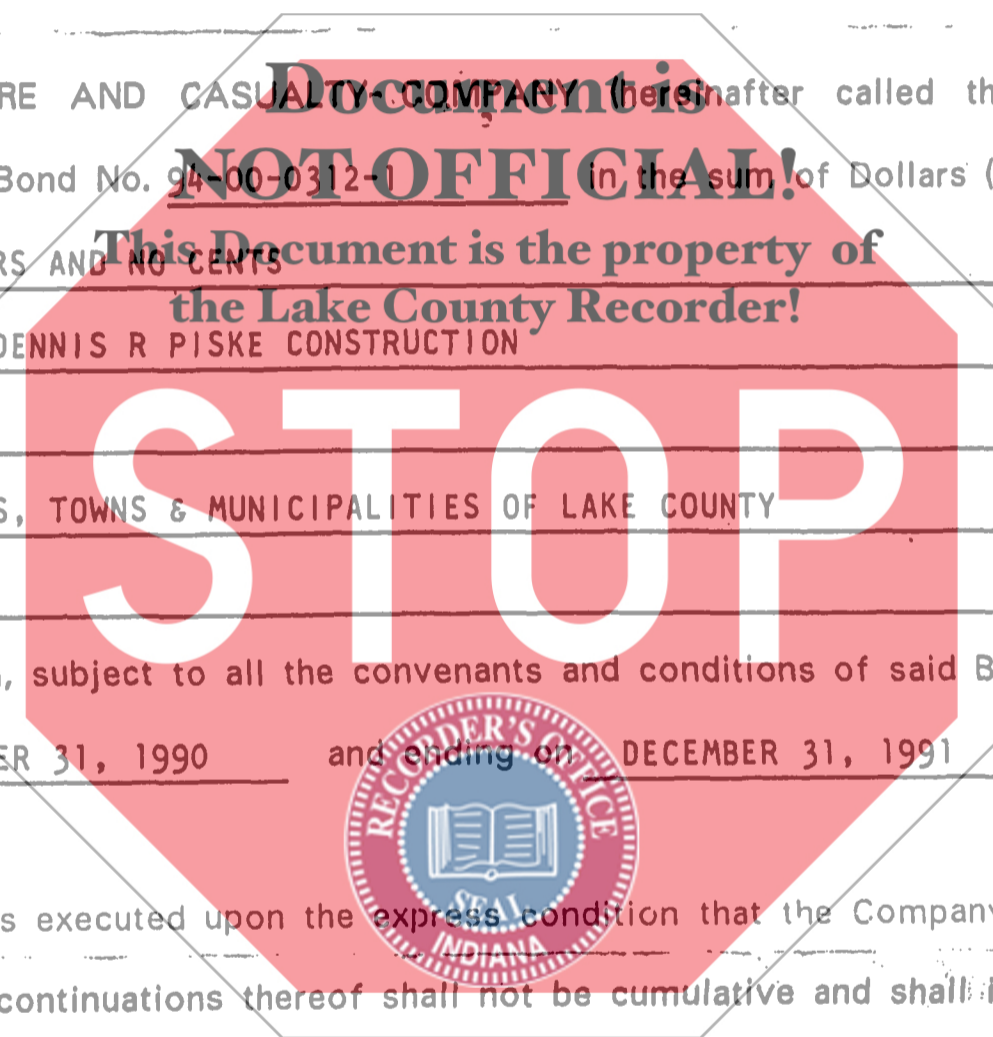 Document is
NOT OFFICIAL!
This Document is the property of
the Lake County Recorder!
STOP
RECORDER'S OFFICE
SEAL
INDIANA
RE AND CASUALTY COMPANY (hereinafter called th
Bond No. 94-00-0312-1 in the sum of Dollars (
RS AND NO CENTS
DENNIS R PISKE CONSTRUCTION
S, TOWNS & MUNICIPALITIES OF LAKE COUNTY
, subject to all the convenants and conditions of said B
ER 31, 1990 and ending on DECEMBER 31, 1991
s executed upon the express condition that the Company
continuations thereof shall not be cumulative and shall i